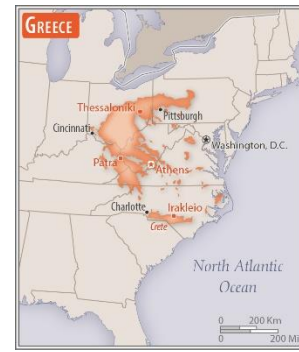 GREECE
Thessaloniki
Pittsburgh
Cincinnati
Washington, D.C.
Patra
Athens
Charlotte
Irakleio
Crete
North Atlantic
Ocean
0 200 Km
0 200 Mi